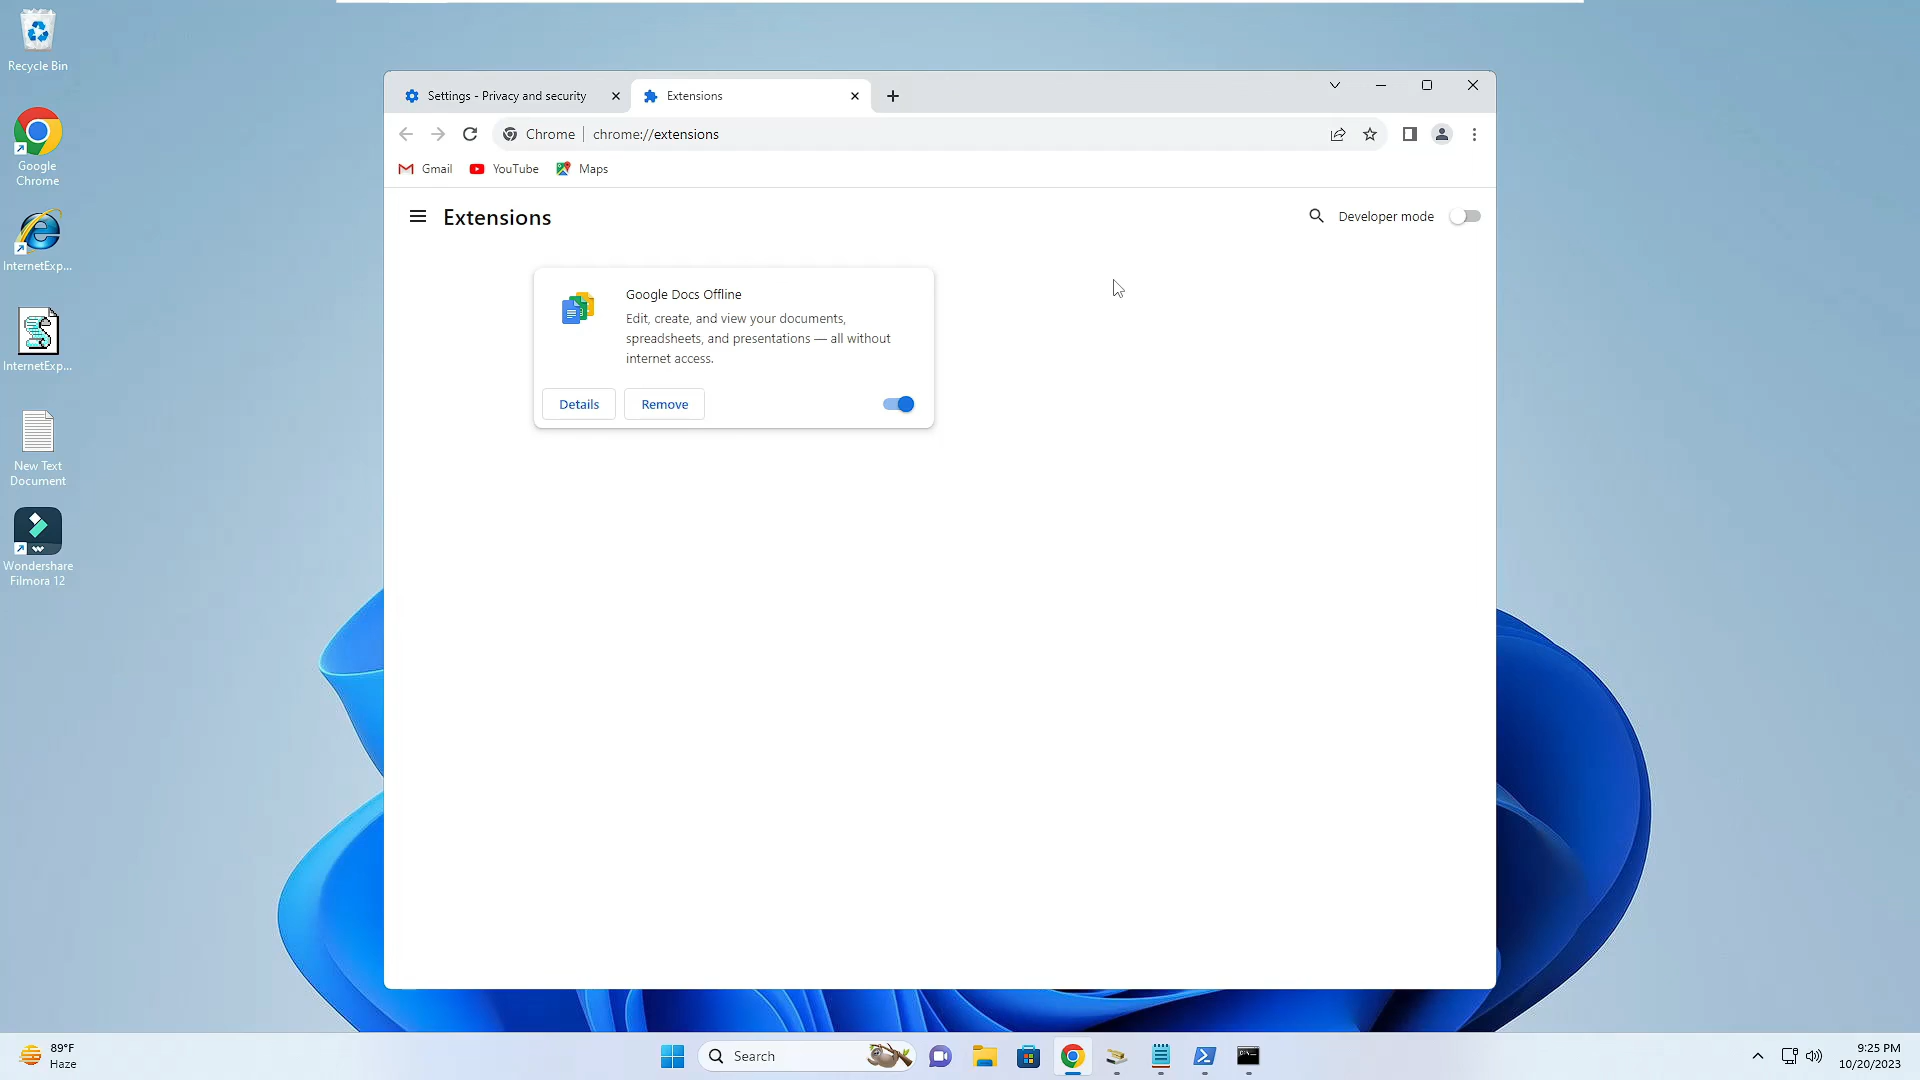 Recycle Bin
Google
Chrome
InternetExp...
InternetExp...
New Text
Document
Wondershare
Filmora 12
Settings - Privacy and security
Extensions
Chrome
chrome://extensions
Gmail
YouTube
Maps
Extensions
Developer mode
Google Docs Offline
Edit, create, and view your documents,
spreadsheets, and presentations — all without
internet access.
Details
Remove
89°F
Haze
Search
9:25 PM
10/20/2023